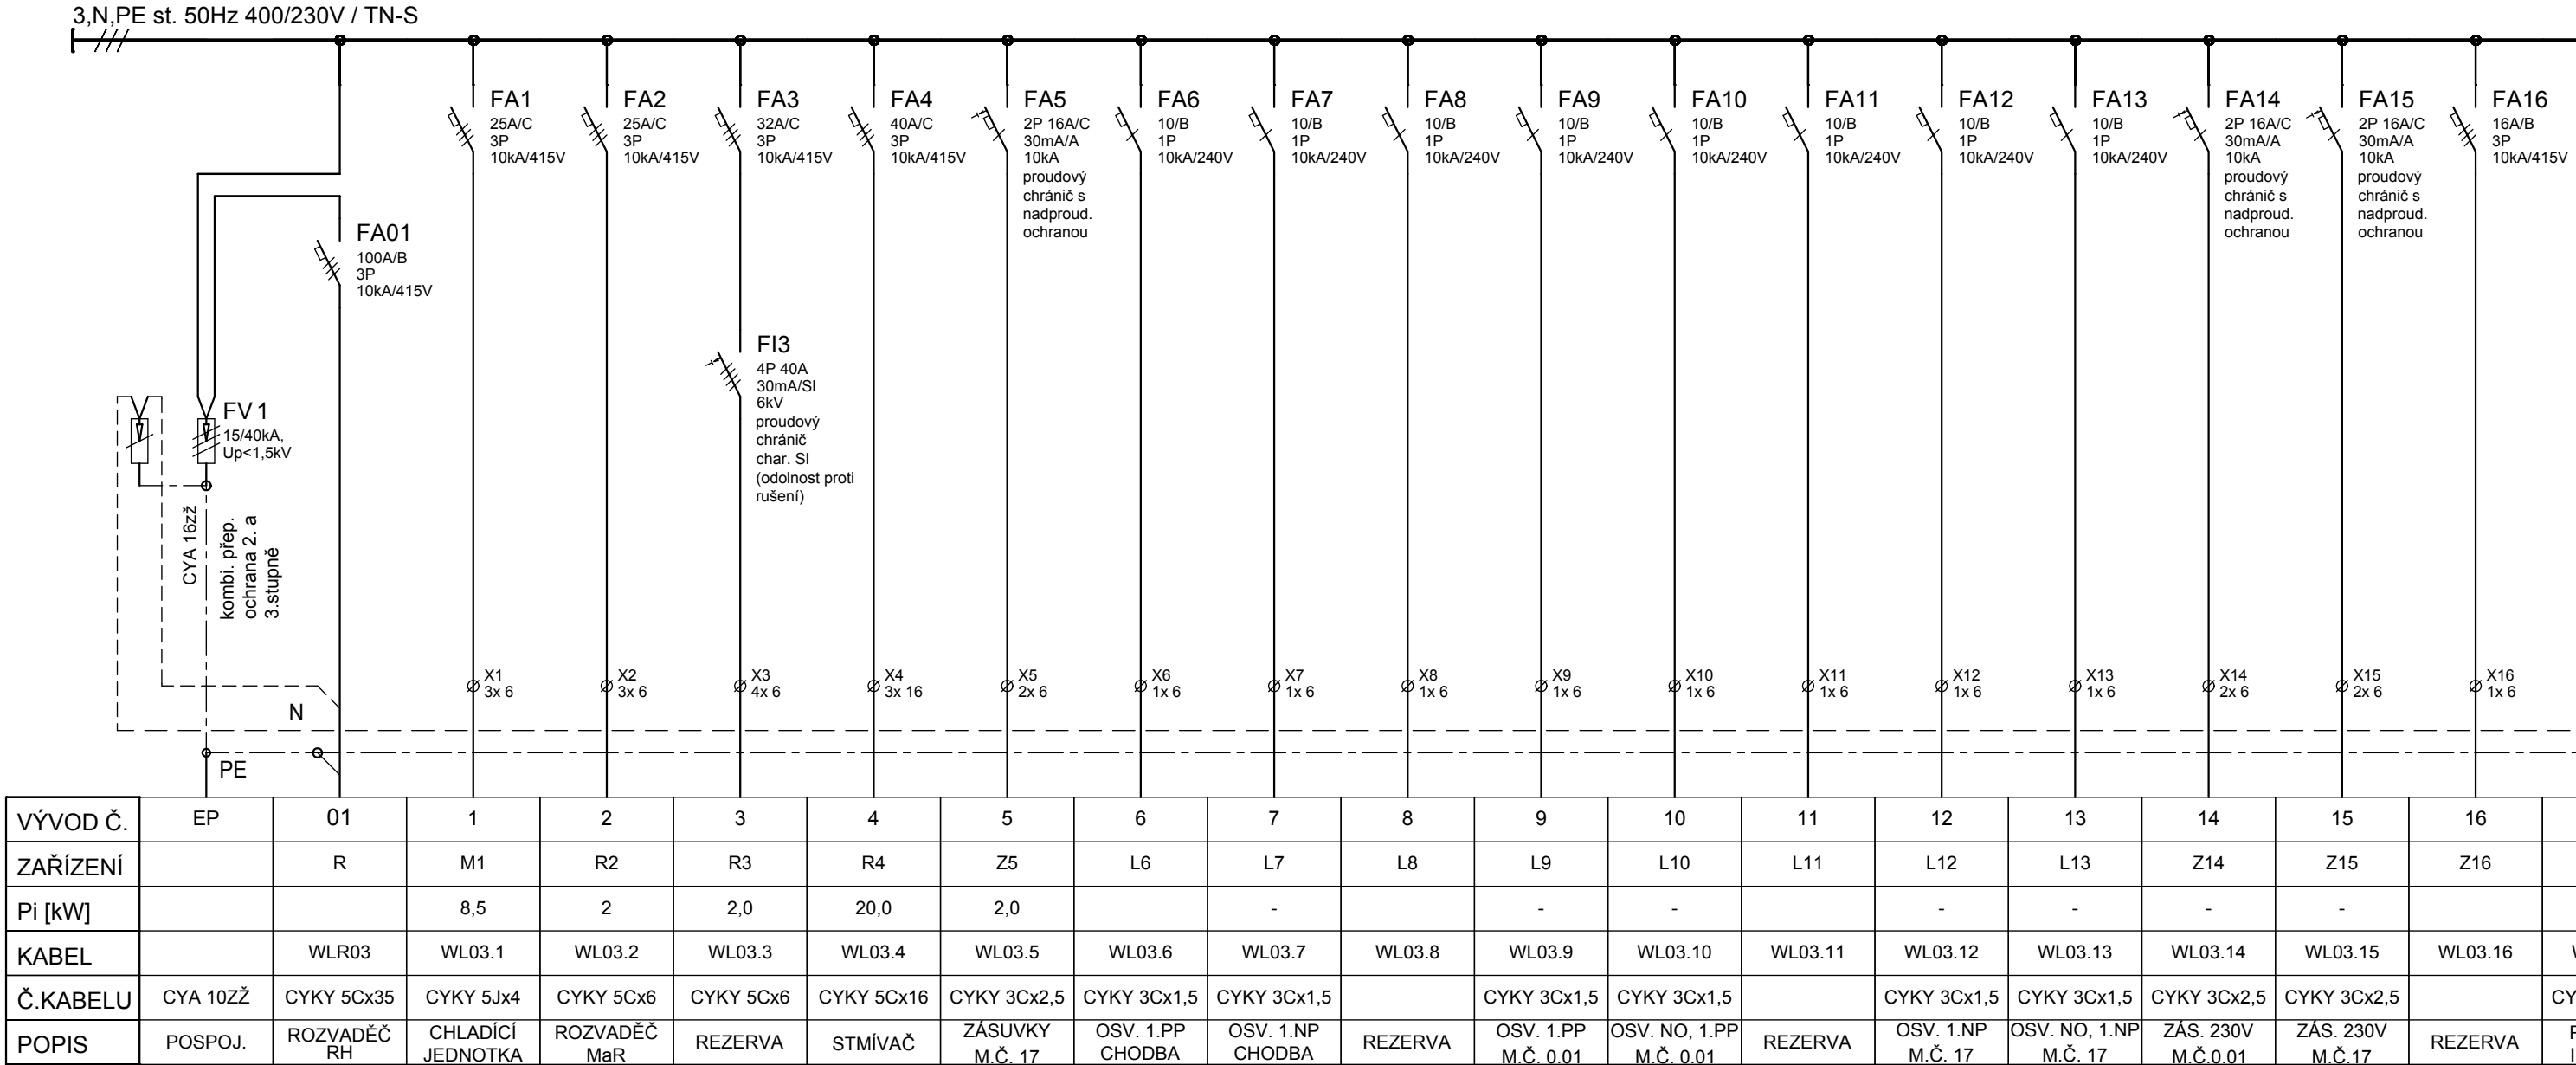 3,N,PE st. 50Hz 400/230V / TN-S
FA1
25A/C
3P
10kA/415V
FA2
25A/C
3P
10kA/415V
FA3
32A/C
3P
10kA/415V
FA4
40A/C
3P
10kA/415V
FA5
2P 16A/C
30mA/A
10kA
proudový
chránič s
nadproud.
ochranou
FA6
10/B
1P
10kA/240V
FA7
10/B
1P
10kA/240V
FA8
10/B
1P
10kA/240V
FA9
10/B
1P
10kA/240V
FA10
10/B
1P
10kA/240V
FA11
10/B
1P
10kA/240V
FA12
10/B
1P
10kA/240V
FA13
10/B
1P
10kA/240V
FA14
2P 16A/C
30mA/A
10kA
proudový
chránič s
nadproud.
ochranou
FA15
2P 16A/C
30mA/A
10kA
proudový
chránič s
nadproud.
ochranou
FA16
16A/B
3P
10kA/415V
FA01
100A/B
3P
10kA/415V
FI3
4P 40A
30mA/SI
6kV
proudový
chránič
char. SI
(odolnost proti
rušení)
FV1
15/40kA,
Up<1,5kV
CYA 16zž
kombi. přep.
ochrana 2. a
3.stupně
X1
3x 6
X2
3x 6
X3
4x 6
X4
3x 16
X5
2x 6
X6
1x 6
X7
1x 6
X8
1x 6
X9
1x 6
X10
1x 6
X11
1x 6
X12
1x 6
X13
1x 6
X14
2x 6
X15
2x 6
X16
1x 6
N
PE
VÝVOD Č. EP 01 1 2 3 4 5 6 7 8 9 10 11 12 13 14 15 16
ZAŘÍZENÍ R M1 R2 R3 R4 Z5 L6 L7 L8 L9 L10 L11 L12 L13 Z14 Z15 Z16
Pi [kW] 8,5 2 2,0 20,0 2,0 - - - - - - -
KABEL WLR03 WL03.1 WL03.2 WL03.3 WL03.4 WL03.5 WL03.6 WL03.7 WL03.8 WL03.9 WL03.10 WL03.11 WL03.12 WL03.13 WL03.14 WL03.15 WL03.16
Č.KABELU CYA 10ZŽ CYKY 5Cx35 CYKY 5Jx4 CYKY 5Cx6 CYKY 5Cx6 CYKY 5Cx16 CYKY 3Cx2,5 CYKY 3Cx1,5 CYKY 3Cx1,5 CYKY 3Cx1,5 CYKY 3Cx1,5 CYKY 3Cx1,5 CYKY 3Cx1,5 CYKY 3Cx2,5 CYKY 3Cx2,5
POPIS
POSPOJ.
ROZVADĚČ
RH
CHLADÍCÍ
JEDNOTKA
ROZVADĚČ
MaR
REZERVA
STMÍVAČ
ZÁSUVKY
M.Č. 17
OSV. 1.PP
CHODBA
OSV. 1.NP
CHODBA
REZERVA
OSV. 1.PP
M.Č. 0.01
OSV. NO, 1.PP
M.Č. 0.01
REZERVA
OSV. 1.NP
M.Č. 17
OSV. NO, 1.NP
M.Č. 17
ZÁS. 230V
M.Č.0.01
ZÁS. 230V
M.Č.17
REZERVA